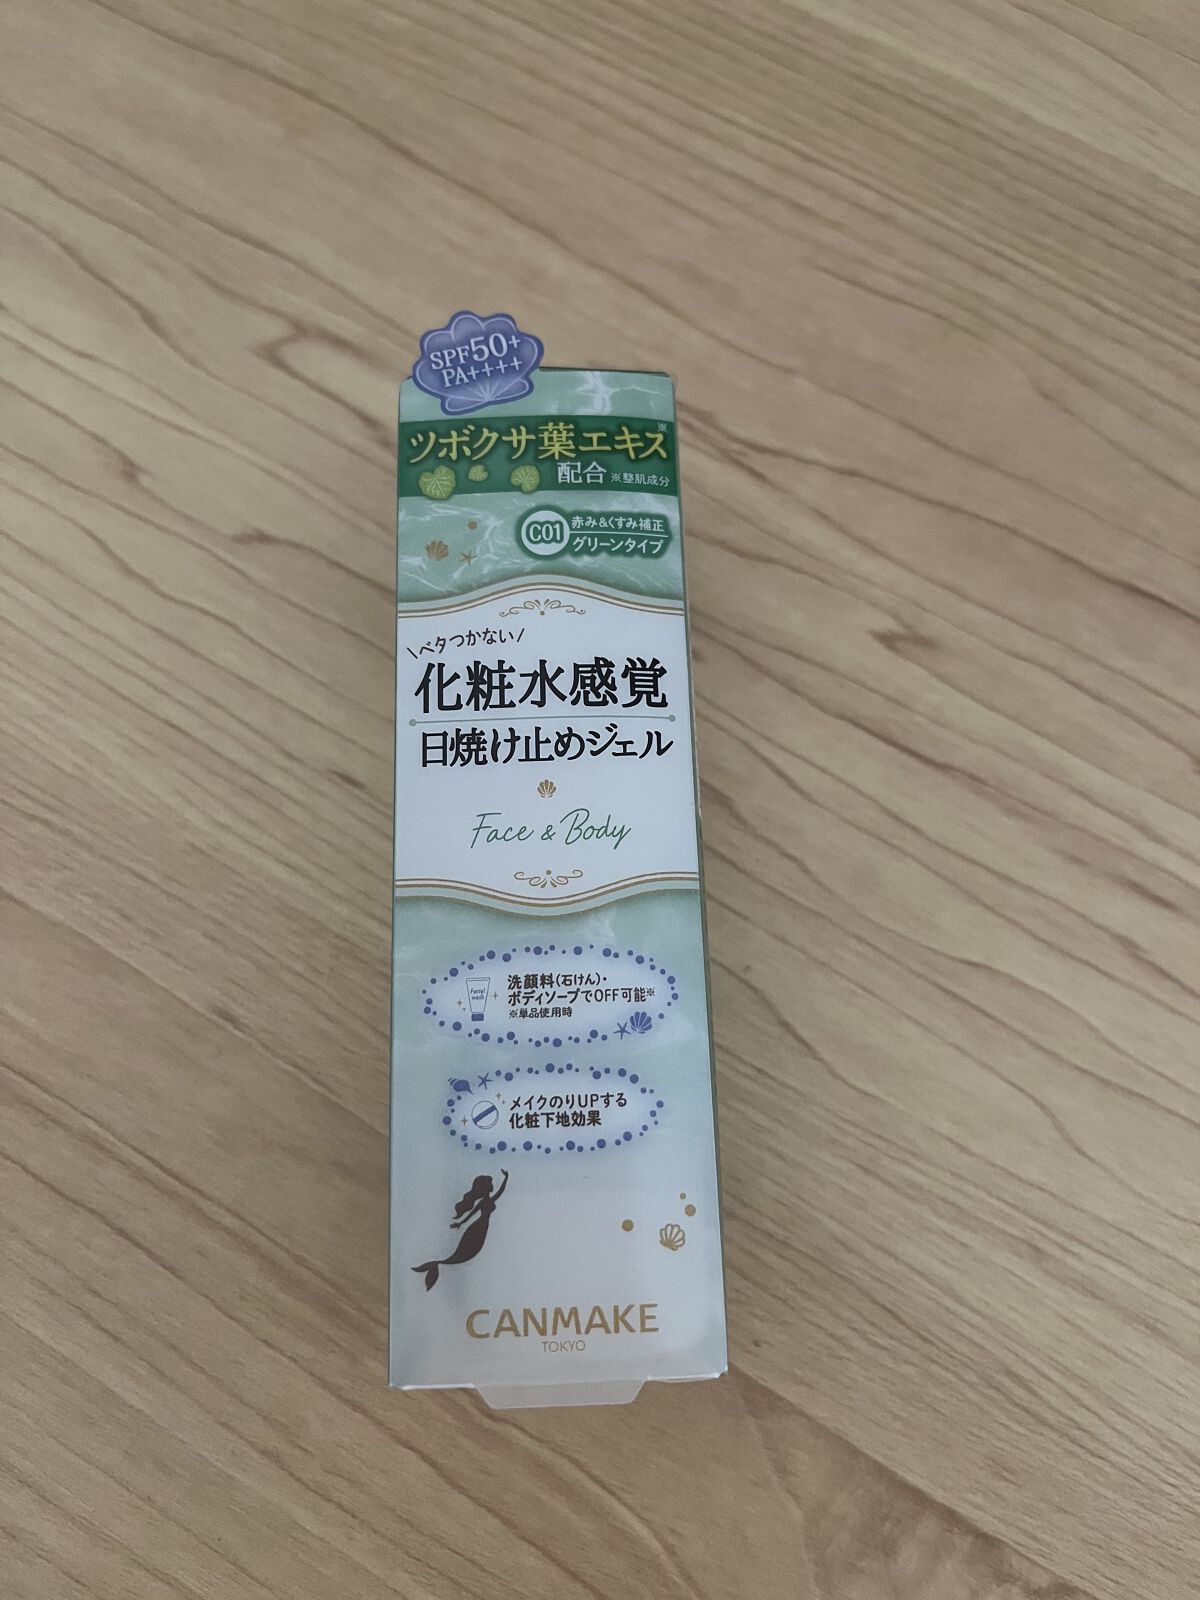 SPF50+
PA++++
ツボクサ葉エキス※
配合 ※整肌成分
C01 赤み&くすみ補正
グリーンタイプ
\ベタつかない/
化粧水感覚
日焼け止めジェル
Face & Body
Facial
wash
洗顔料(石けん)・
ボディソープでOFF可能※
※単品使用時
メイクのりUPする
化粧下地効果
CANMAKE
TOKYO